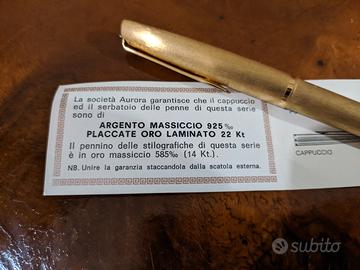 La società Aurora garantisce che il cappuccio
ed il serbatoio delle penne di questa serie
sono di
ARGENTO MASSICCIO 925‰
PLACCATE ORO LAMINATO 22 Kt
Il pennino delle stilografiche di questa serie
è in oro massiccio 585‰ (14 Kt.).
NB. Unire la garanzia staccandola dalla scatola esterna.
CAPPUCCIO
subito